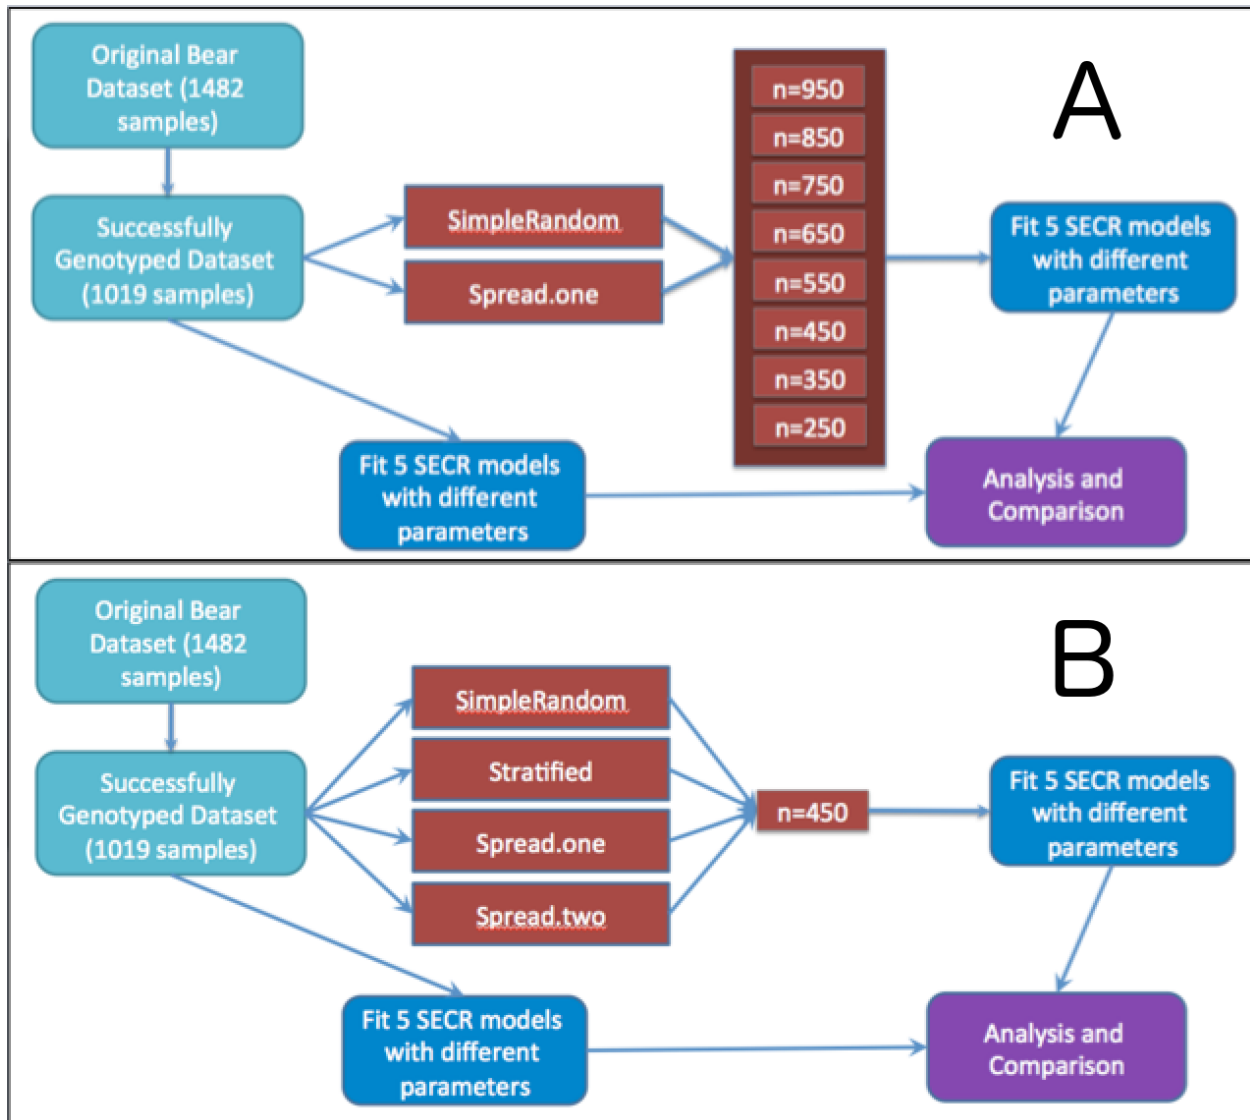 Original Bear
Dataset (1482
samples)
Successfully
Genotyped Dataset
(1019 samples)
SimpleRandom
Spread.one
n=950
n=850
n=750
n=650
n=550
n=450
n=350
n=250
A
Fit 5 SECR models
with different
parameters
Fit 5 SECR models
with different
parameters
Analysis and
Comparison
Original Bear
Dataset (1482
samples)
Successfully
Genotyped Dataset
(1019 samples)
SimpleRandom
Stratified
Spread.one
Spread.two
n=450
B
Fit 5 SECR models
with different
parameters
Fit 5 SECR models
with different
parameters
Analysis and
Comparison